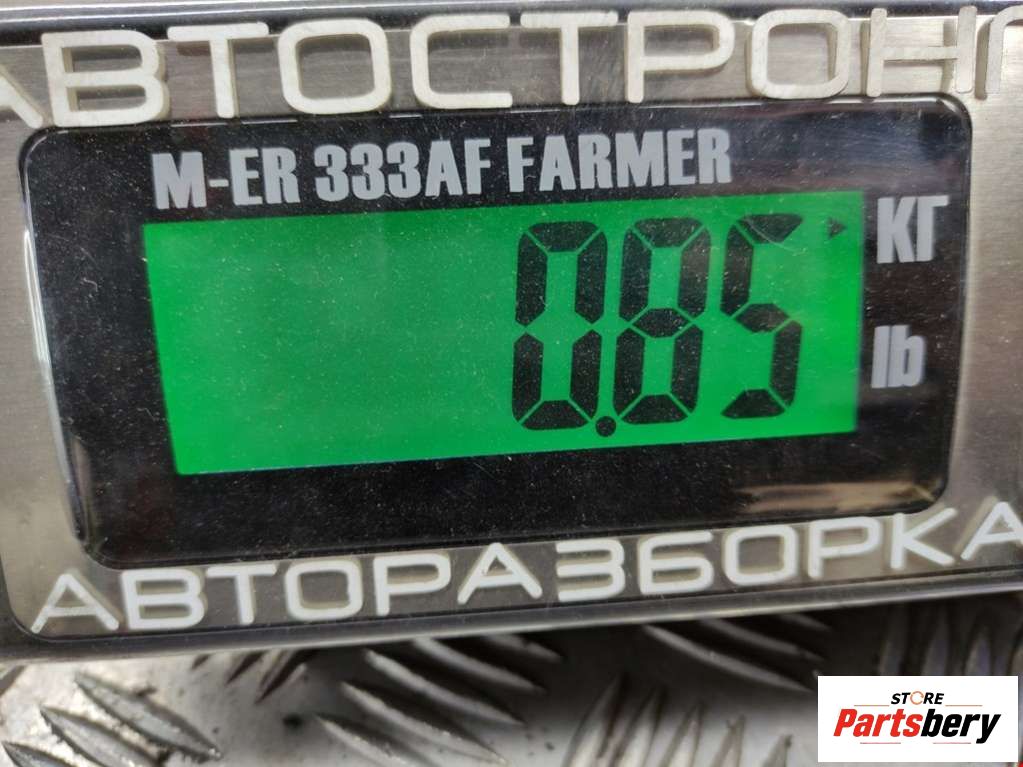 АВТОСТРОНГ
M-ER 333AF FARMER
0.85
КГ
lb
АВТОРАЗБОРКА
STORE
Partsbery